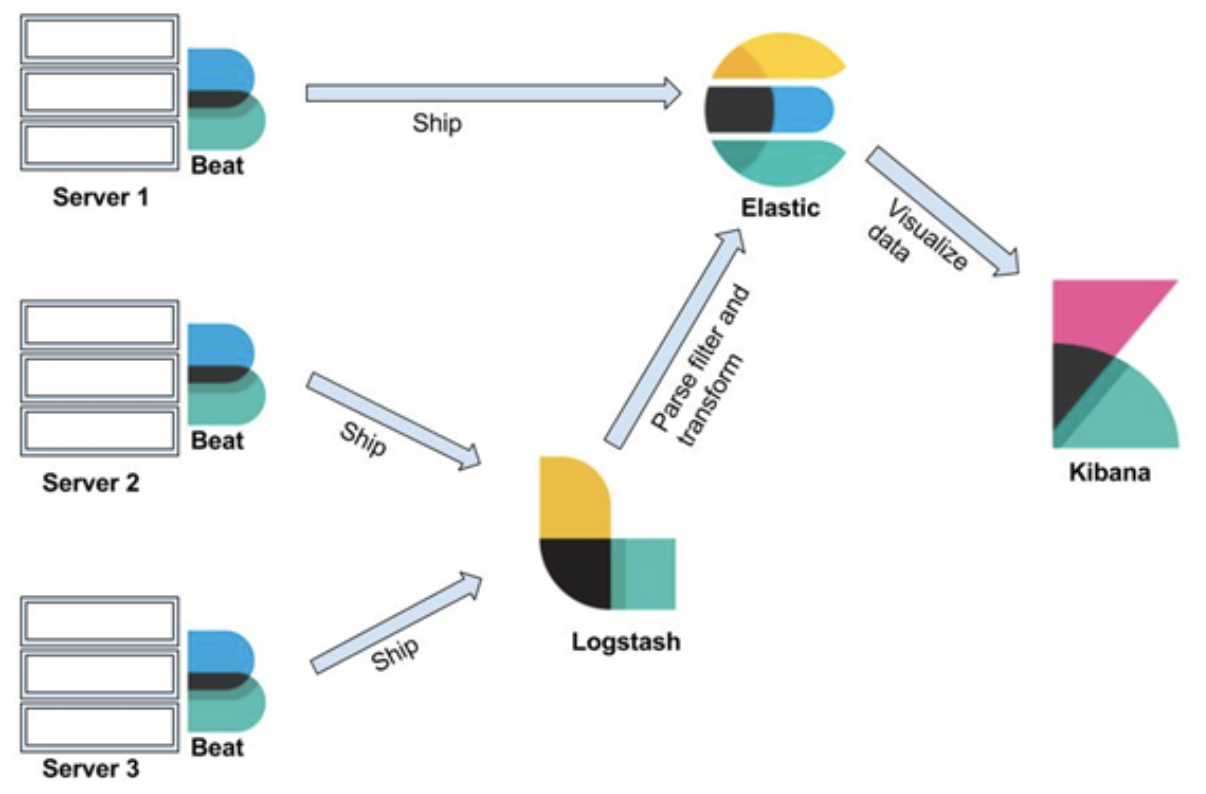 Beat
Server 1
Ship
Elastic
Visualize
data
Beat
Server 2
Ship
Parse filter and
transform
Kibana
Logstash
Beat
Server 3
Ship